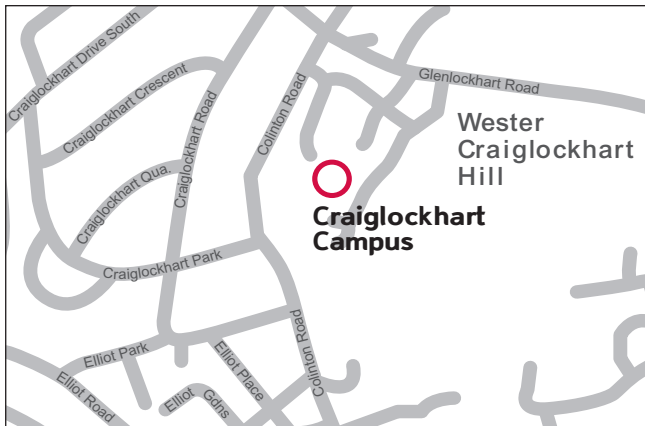 Craiglockhart Drive South
Craiglockhart Crescent
Craiglockhart Road
Colinton Road
Glenlockhart Road
Wester
Craiglockhart
Hill
Craiglockhart Qua.
Craiglockhart
Campus
Craiglockhart Park
Colinton Road
Elliot Park
Elliot Place
Elliot Road
Elliot Gdns